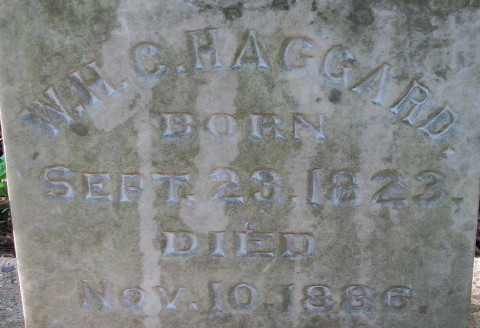 W.H.C.HAGGARD.
BORN
SEPT. 23, 1823.
DIED
NOV. 10, 1886.